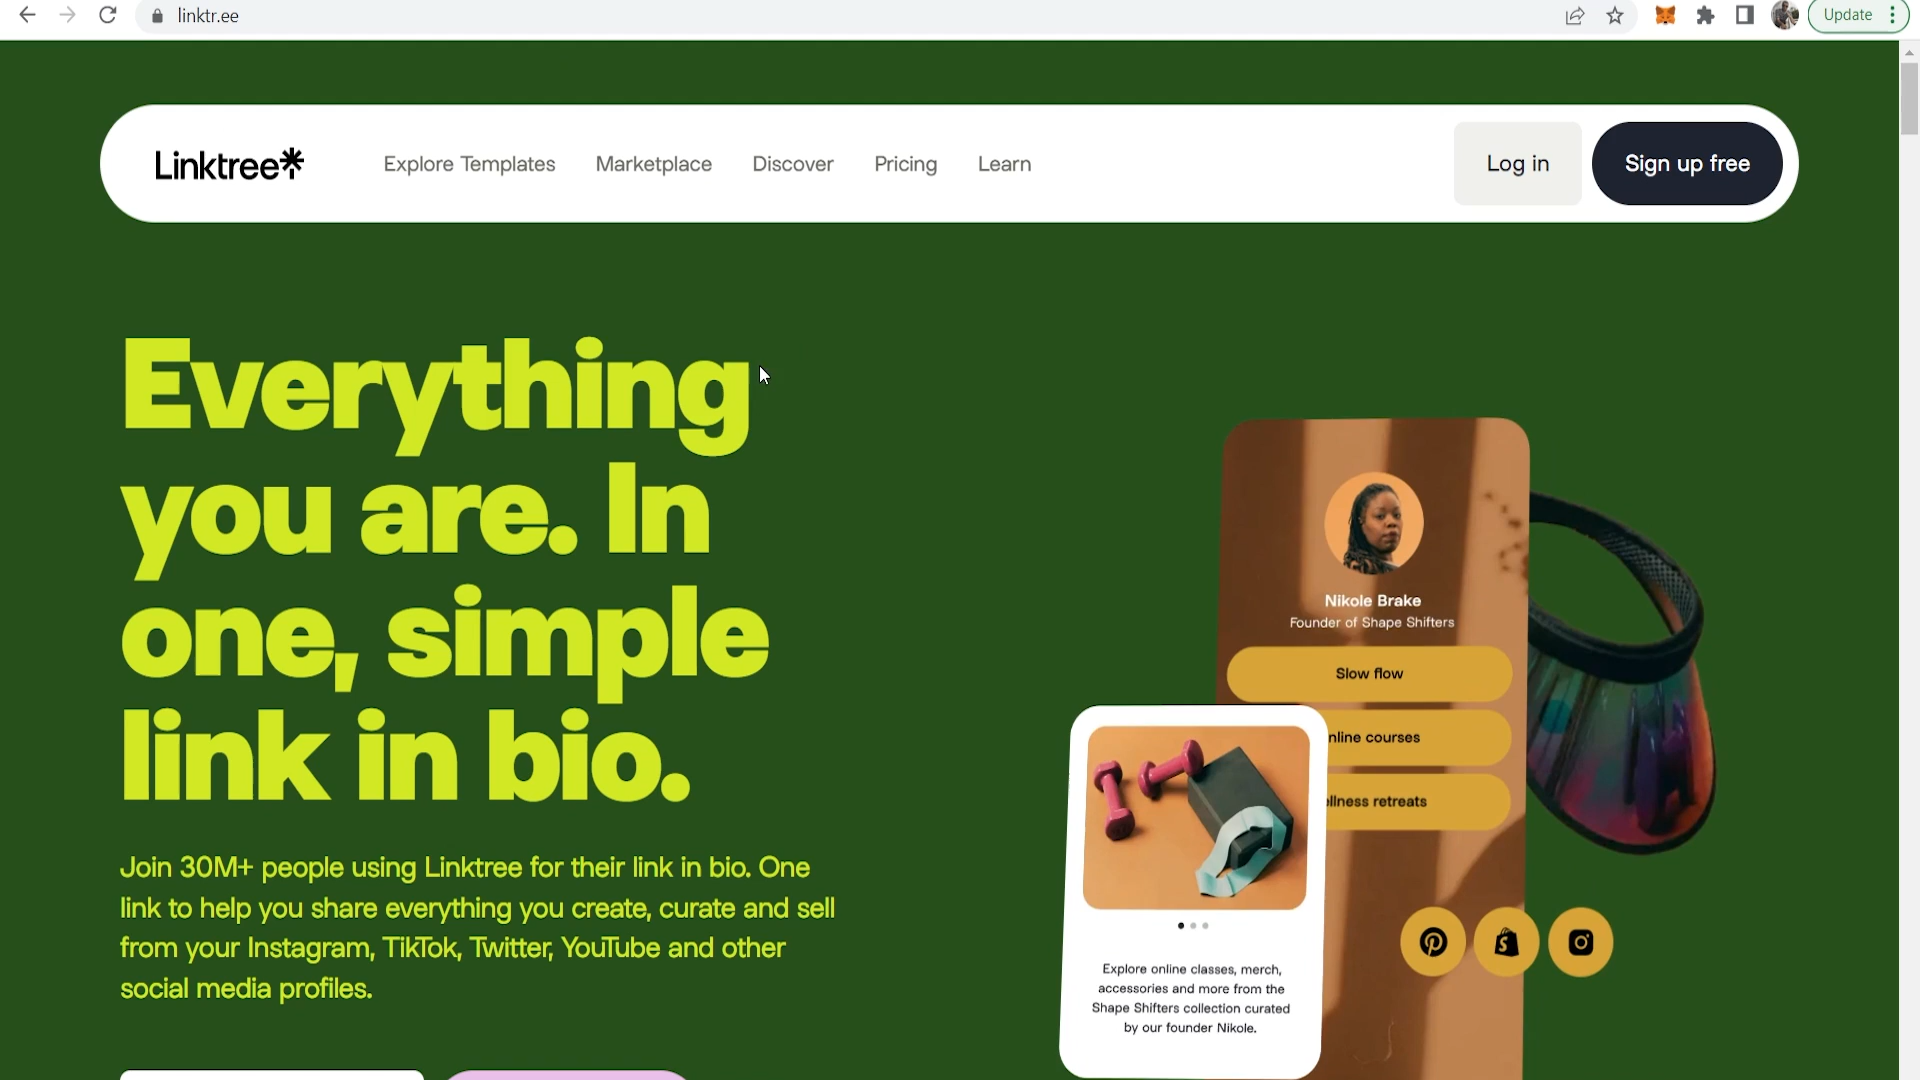 linktr.ee
Update
Linktree
Explore Templates
Marketplace
Discover
Pricing
Learn
Log in
Sign up free
Everything
you are. In
one, simple
link in bio.
Join 30M+ people using Linktree for their link in bio. One
link to help you share everything you create, curate and sell
from your Instagram, TikTok, Twitter, YouTube and other
social media profiles.
Nikole Brake
Founder of Shape Shifters
Slow flow
nline courses
ellness retreats
Explore online classes, merch,
accessories and more from the
Shape Shifters collection curated
by our founder Nikole.